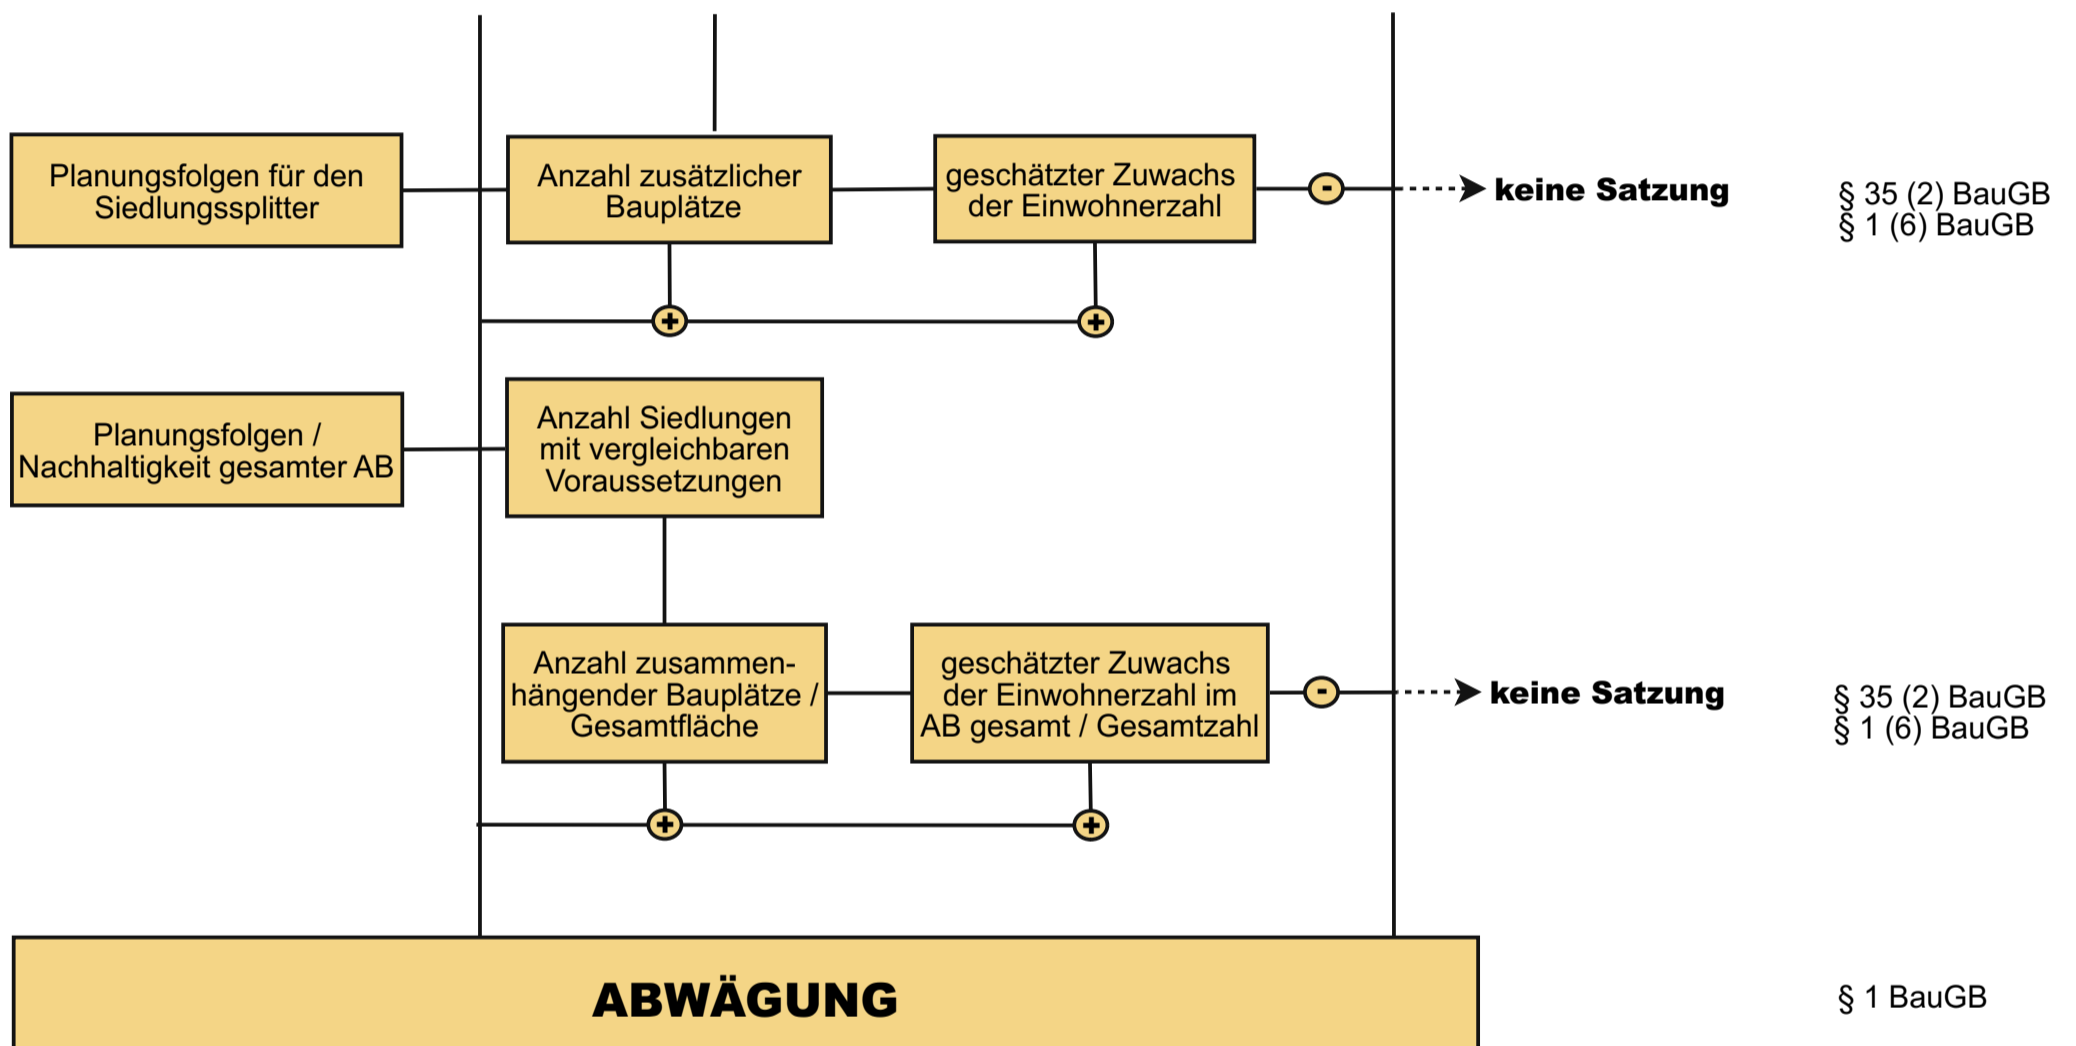 Planungsfolgen für den
Siedlungssplitter
Anzahl zusätzlicher
Bauplätze
geschätzter Zuwachs
der Einwohnerzahl
-
keine Satzung
§ 35 (2) BauGB
§ 1 (6) BauGB
+
+
Planungsfolgen /
Nachhaltigkeit gesamter AB
Anzahl Siedlungen
mit vergleichbaren
Voraussetzungen
Anzahl zusammen-
hängender Bauplätze /
Gesamtfläche
geschätzter Zuwachs
der Einwohnerzahl im
AB gesamt / Gesamtzahl
-
keine Satzung
§ 35 (2) BauGB
§ 1 (6) BauGB
+
+
ABWÄGUNG
§ 1 BauGB